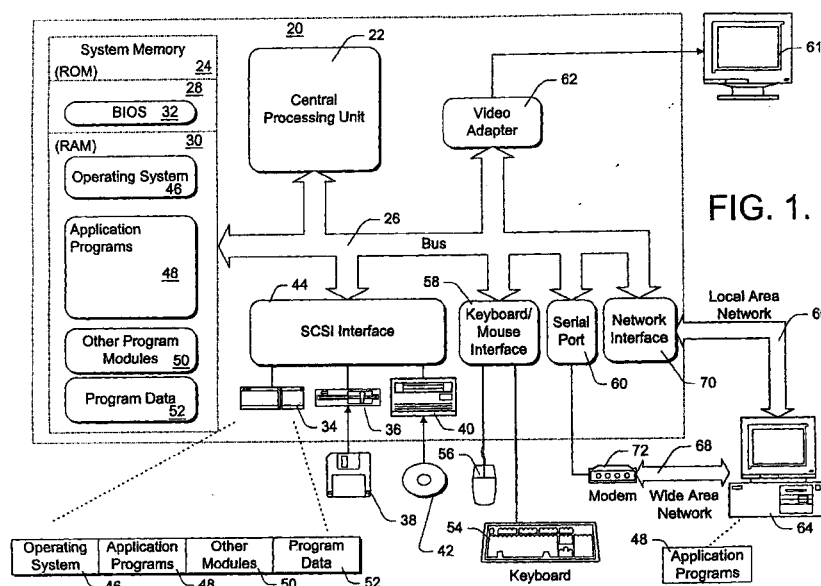 20
System Memory
(ROM) 24
28
BIOS 32
(RAM) 30
Operating System
46
Application
Programs
48
Other Program
Modules 50
Program Data
52
22
Central
Processing
Unit
62
Video
Adapter
61
FIG. 1.
26
Bus
44
SCSI Interface
58
Keyboard/
Mouse
Interface
Serial
Port
60
Network
Interface
70
Local Area
Network
34
36
40
38
42
56
54
Keyboard
72
Modem
68
Wide Area
Network
64
48
Application
Programs
Operating
System
Application
Programs
Other
Modules
Program
Data
46
48
50
52